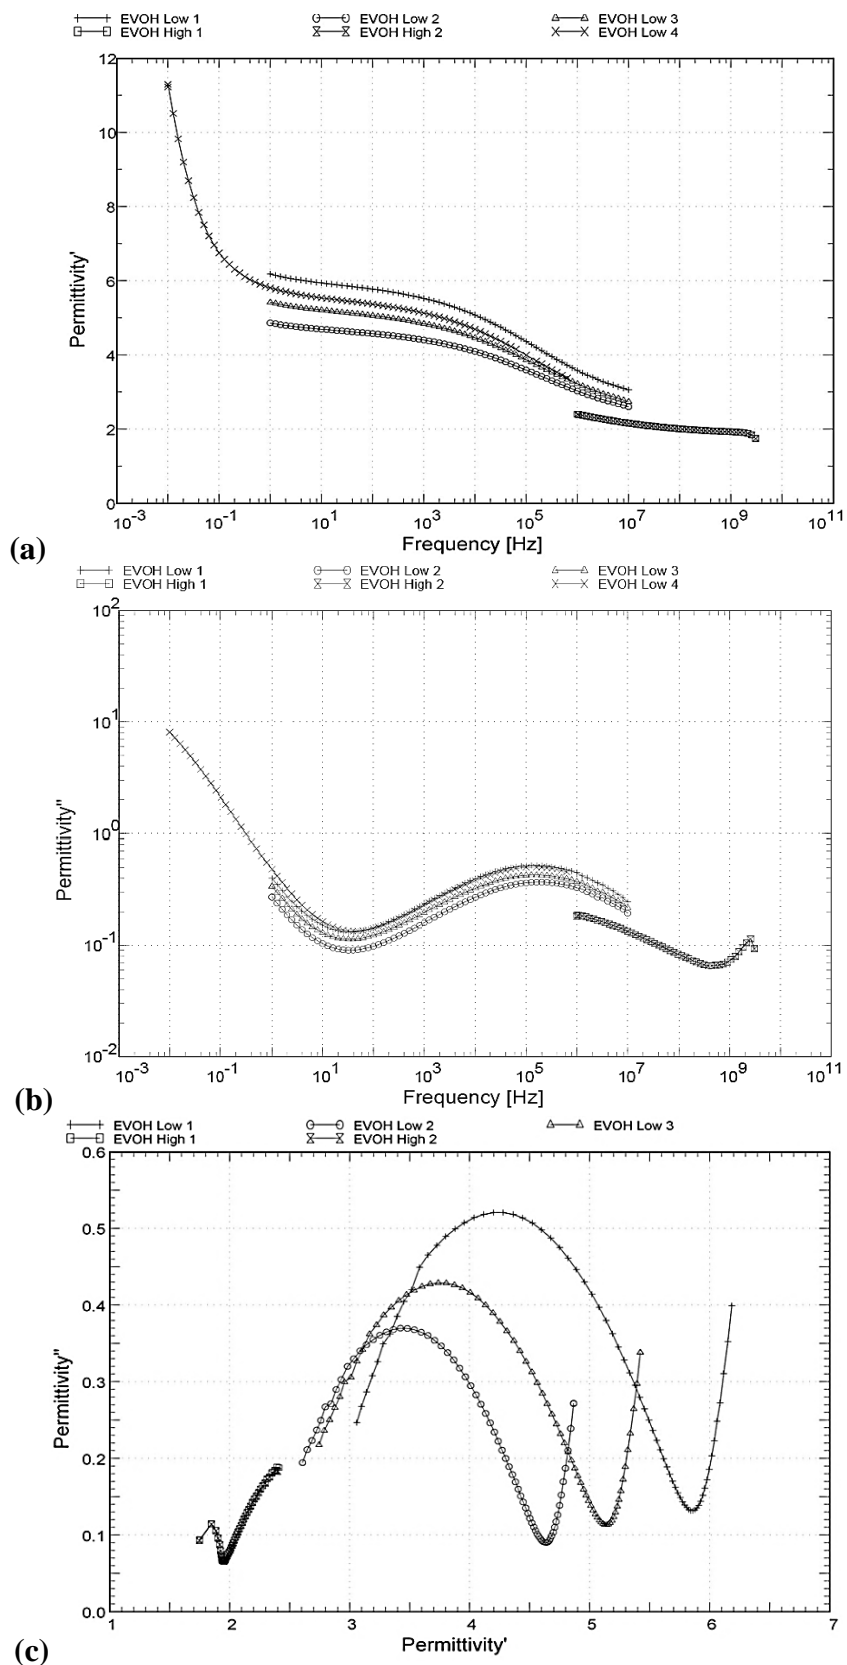 EVOH Low 1 EVOH Low 2 EVOH Low 3
EVOH High 1 EVOH High 2 EVOH Low 4
12
10
8
6
4
2
0
Permittivity'
10-3 10-1 101 103 105 107 109 1011
Frequency [Hz]
(a)
EVOH Low 1 EVOH Low 2 EVOH Low 3
EVOH High 1 EVOH High 2 EVOH Low 4
102
101
100
10-1
10-2
Permittivity"
10-3 10-1 101 103 105 107 109 1011
Frequency [Hz]
(b)
EVOH Low 1 EVOH Low 2 EVOH Low 3
EVOH High 1 EVOH High 2
0.6
0.5
0.4
0.3
0.2
0.1
0.0
Permittivity"
1 2 3 4 5 6 7
Permittivity'
(c)